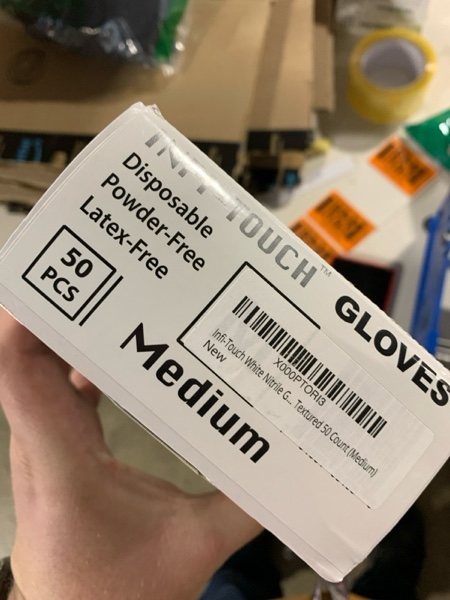 INFI-TOUCH™
GLOVES
Disposable
Powder-Free
Latex-Free
50
PCS
Medium
X000PTORI3
Infi-Touch White Nitrile G... Textured 50 Count (Medium)
New